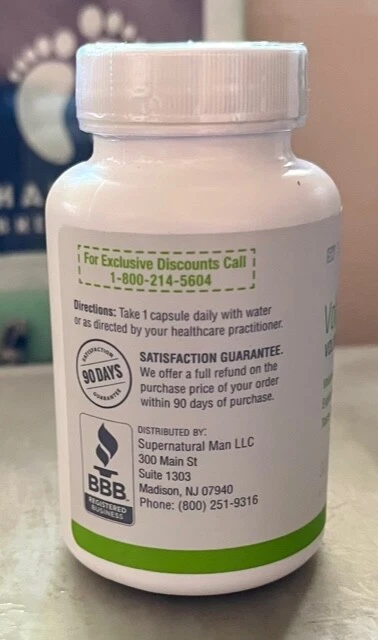 For Exclusive Discounts Call
1-800-214-5604
Directions: Take 1 capsule daily with water
or as directed by your healthcare practitioner.
SATISFACTION
90 DAYS
GUARANTEE
SATISFACTION GUARANTEE.
We offer a full refund on the
purchase price of your order
within 90 days of purchase.
BBB
REGISTERED
BUSINESS
DISTRIBUTED BY:
Supernatural Man LLC
300 Main St
Suite 1303
Madison, NJ 07940
Phone: (800) 251-9316